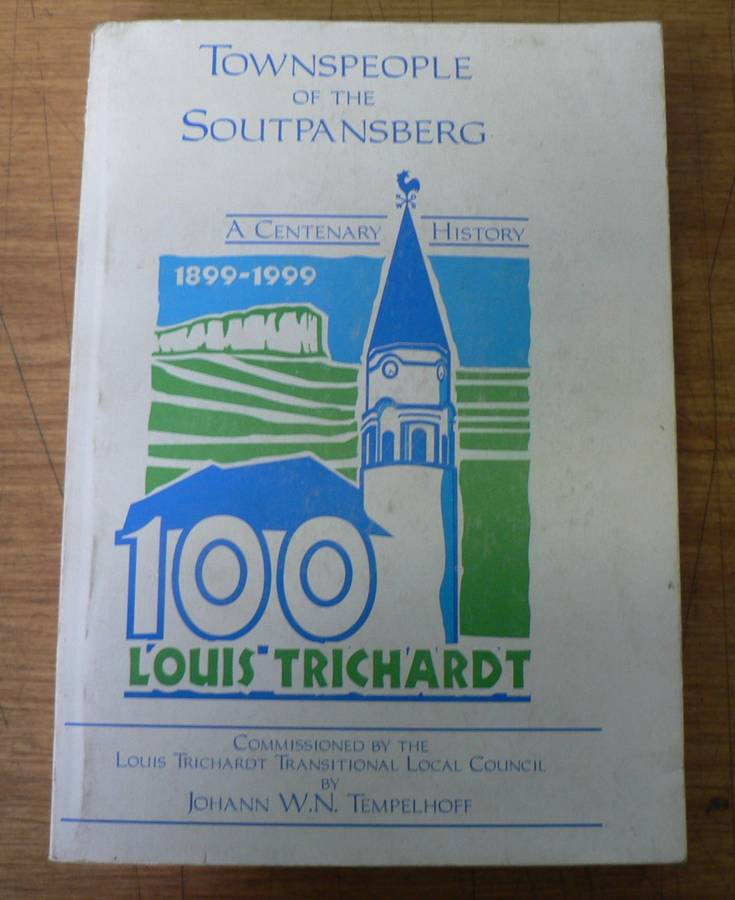 TOWNSPEOPLE
OF THE
SOUTPANSBERG
A CENTENARY HISTORY
1899-1999
100
LOUIS TRICHARDT
COMMISSIONED BY THE
LOUIS TRICHARDT TRANSITIONAL LOCAL COUNCIL
BY
JOHANN W.N. TEMPELHOFF